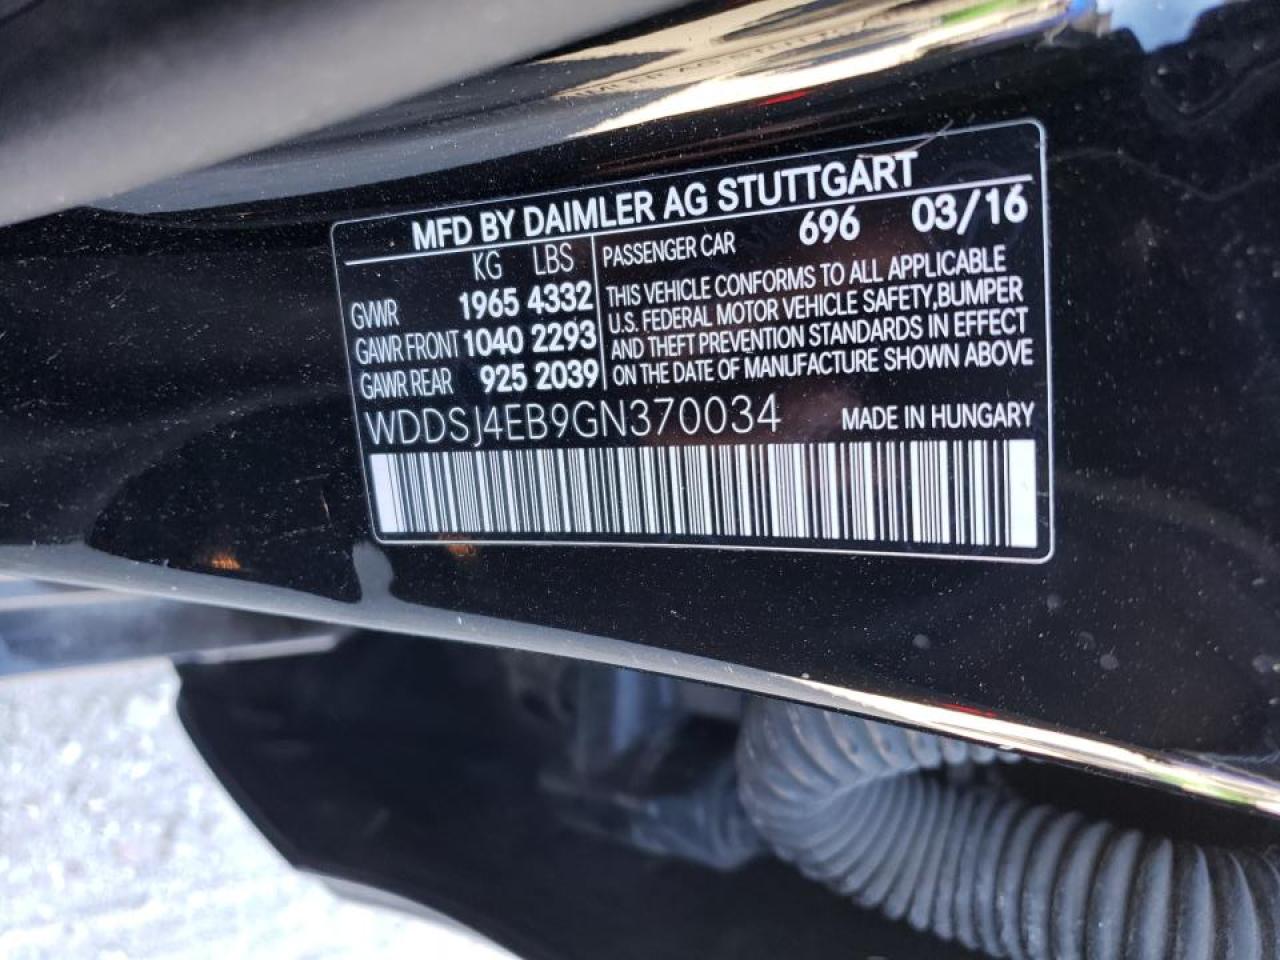 MFD BY DAIMLER AG STUTTGART
KG LBS
GVWR 1965 4332
GAWR FRONT 1040 2293
GAWR REAR 925 2039
PASSENGER CAR 696 03/16
THIS VEHICLE CONFORMS TO ALL APPLICABLE
U.S. FEDERAL MOTOR VEHICLE SAFETY,BUMPER
AND THEFT PREVENTION STANDARDS IN EFFECT
ON THE DATE OF MANUFACTURE SHOWN ABOVE
WDDSJ4EB9GN370034 MADE IN HUNGARY